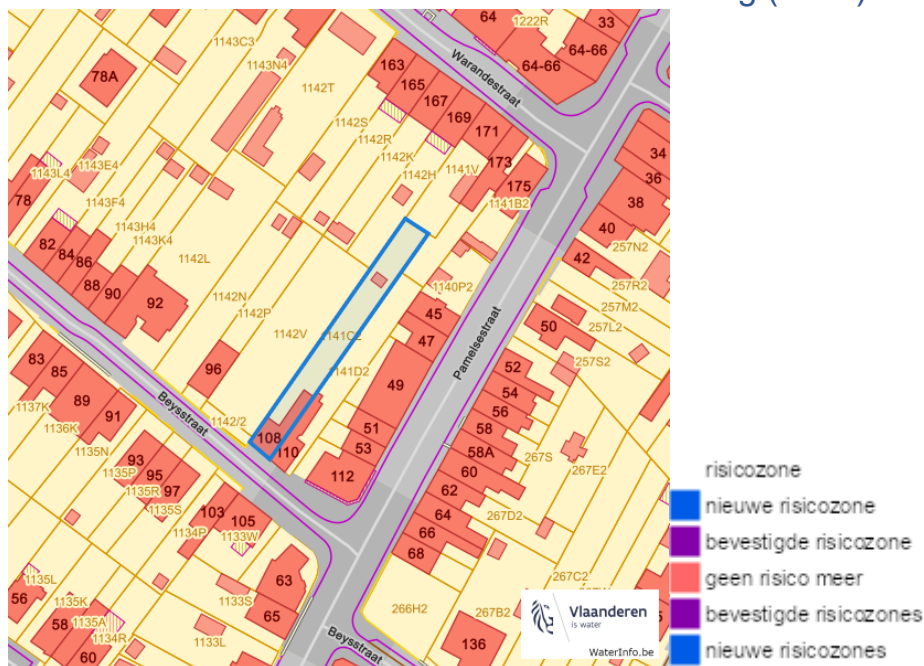 64
1222R
33
64-66
64-66
1143C3
1143N4
78A
1142T
163
165
167
169
171
173
175
Warandestraat
1142S
1142R
1142K
1142H
1141V
1141B2
34
36
38
40
42
257N2
257R2
257M2
257L2
257S2
1143L4
1143E4
1143F4
1143H4
1143K4
78
82
84
86
88
90
92
1142L
1142N
1142P
1142V
1141C2
1141D2
1140P2
45
47
49
51
53
50
52
54
56
58
58A
60
62
64
66
68
Pamelsestraat
96
83
85
89
91
Beysstraat
1142/2
108
110
112
1137K
1136K
1135N
1135P
1135R
1135S
93
95
97
103
105
1134P
1133W
267S
267E2
267D2
267C2
267B2
266H2
136
63
65
1133S
1133L
1135L
1135K
1135A
1134R
56
58
60
Beysstraat
Vlaanderen
is water
WaterInfo.be
risicozone
nieuwe risicozone
bevestigde risicozone
geen risico meer
bevestigde risicozones
nieuwe risicozones